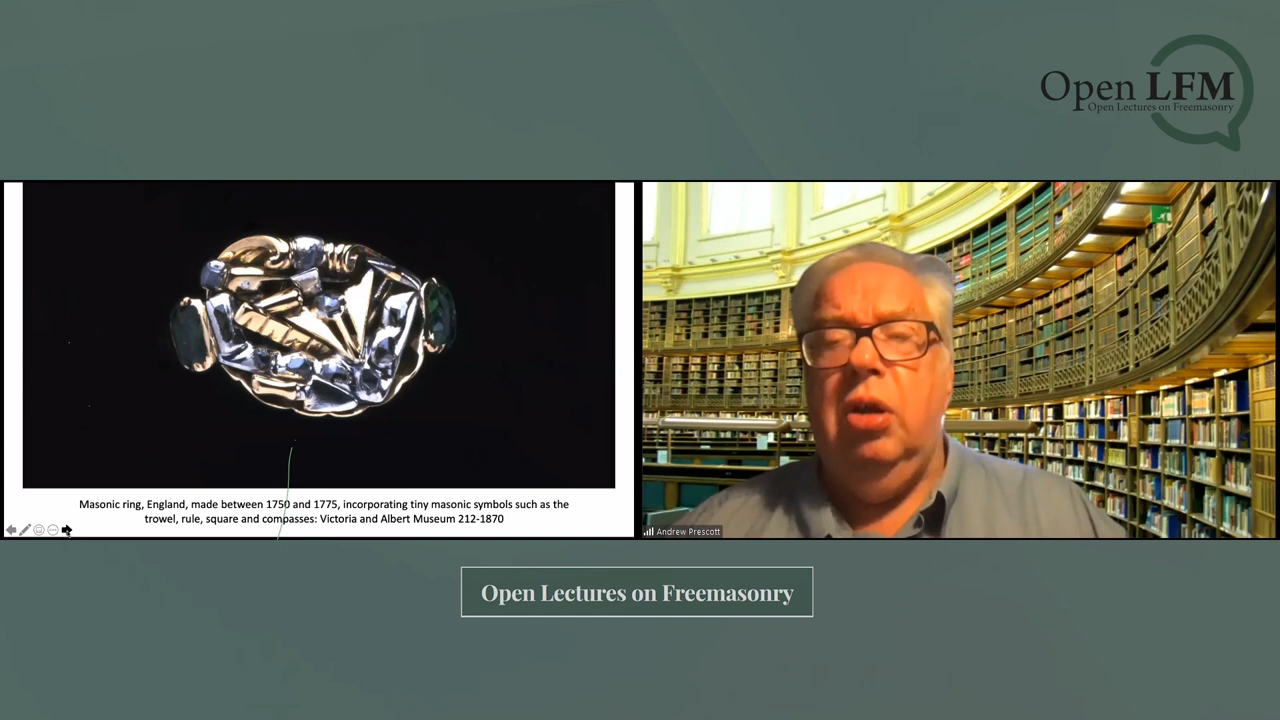 Open LFM
Open Lectures on Freemasonry
Masonic ring, England, made between 1750 and 1775, incorporating tiny masonic symbols such as the
trowel, rule, square and compasses: Victoria and Albert Museum 212-1870
Andrew Prescott
Open Lectures on Freemasonry